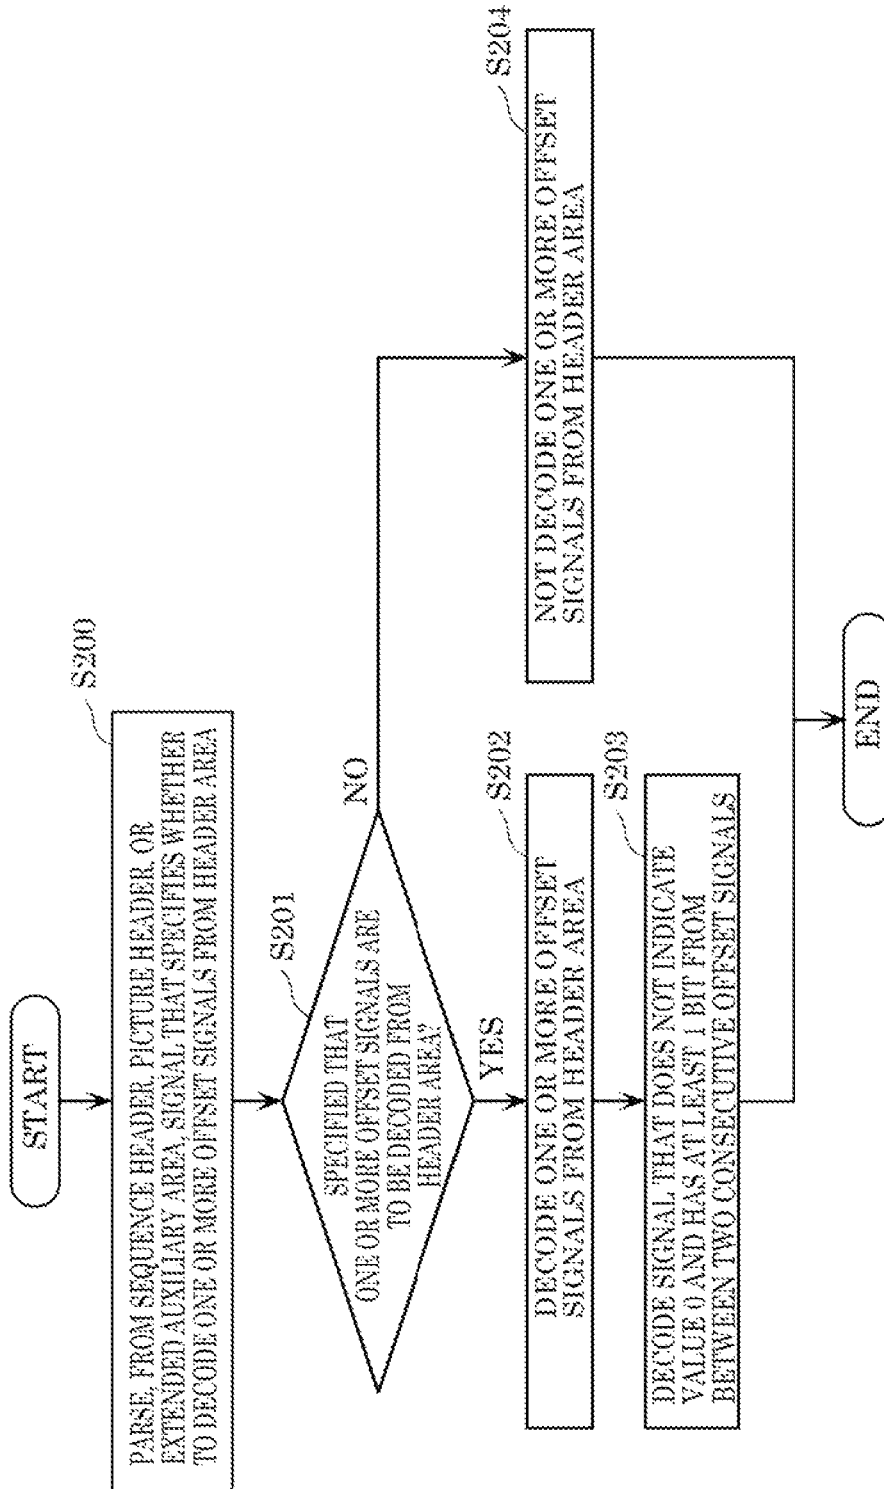 START
S200
PARSE, FROM SEQUENCE HEADER, PICTURE HEADER, OR
EXTENDED AUXILIARY AREA, SIGNAL THAT SPECIFIES WHETHER
TO DECODE ONE OR MORE OFFSET SIGNALS FROM HEADER AREA
S201
SPECIFIED THAT
ONE OR MORE OFFSET SIGNALS ARE
TO BE DECODED FROM
HEADER AREA?
NO
YES
S202
DECODE ONE OR MORE OFFSET
SIGNALS FROM HEADER AREA
S203
DECODE SIGNAL THAT DOES NOT INDICATE
VALUE 0 AND HAS AT LEAST 1 BIT FROM
BETWEEN TWO CONSECUTIVE OFFSET SIGNALS
S204
NOT DECODE ONE OR MORE OFFSET
SIGNALS FROM HEADER AREA
END